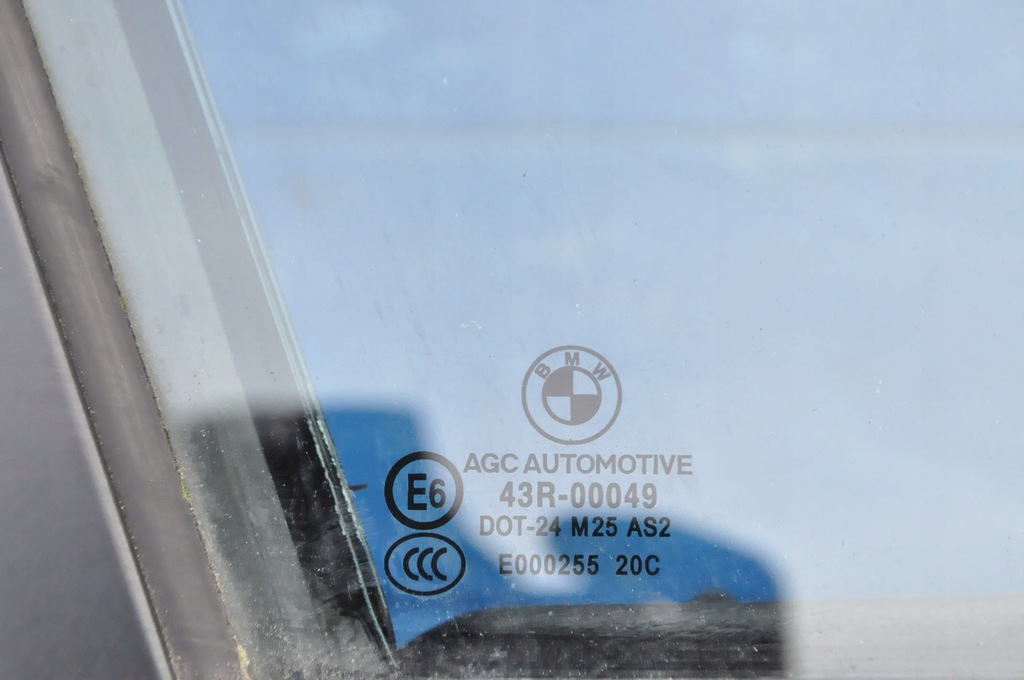 BMW
AGC AUTOMOTIVE
E6
43R-00049
DOT-24 M25 AS2
CCC
E000255 20C